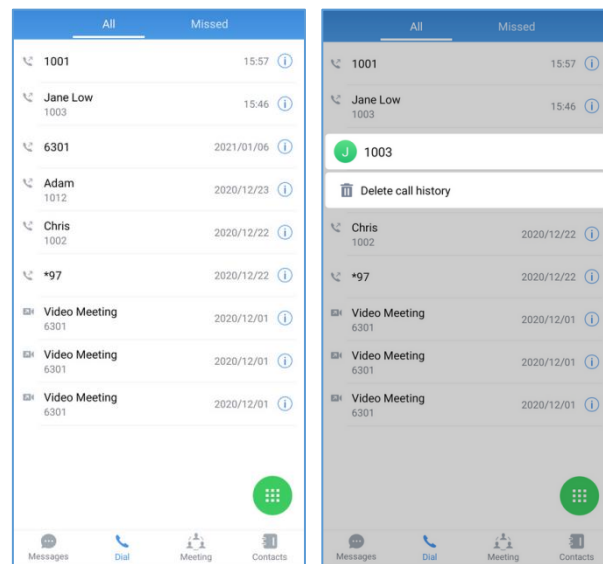 All Missed
1001 15:57
Jane Low 15:46
1003
6301 2021/01/06
Adam 2020/12/23
1012
Chris 2020/12/22
1002
*97 2020/12/22
Video Meeting 2020/12/01
6301
Video Meeting 2020/12/01
6301
Video Meeting 2020/12/01
6301
Messages Dial Meeting Contacts
All Missed
1001 15:57
Jane Low 15:46
1003
J 1003
Delete call history
Chris 2020/12/22
1002
*97 2020/12/22
Video Meeting 2020/12/01
6301
Video Meeting 2020/12/01
6301
Video Meeting 2020/12/01
6301
Messages Dial Meeting Contacts